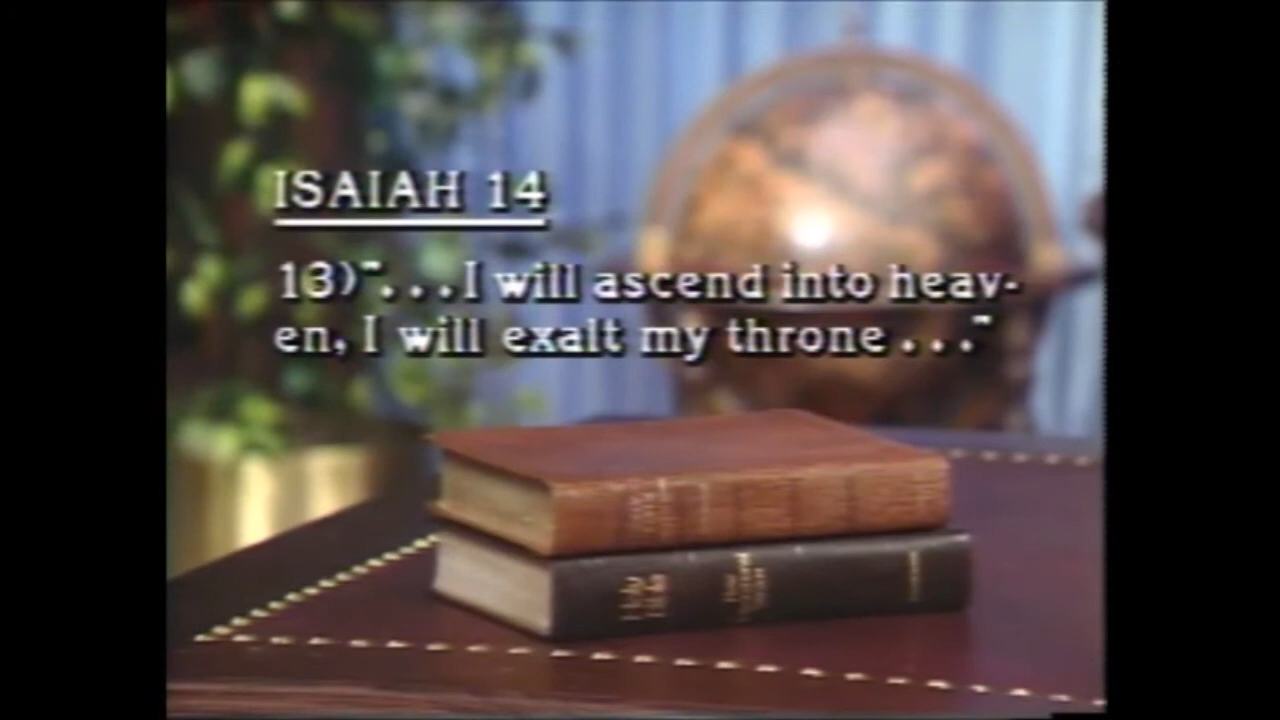 ISAIAH 14
13)"...I will ascend into heav-
en, I will exalt my throne..."